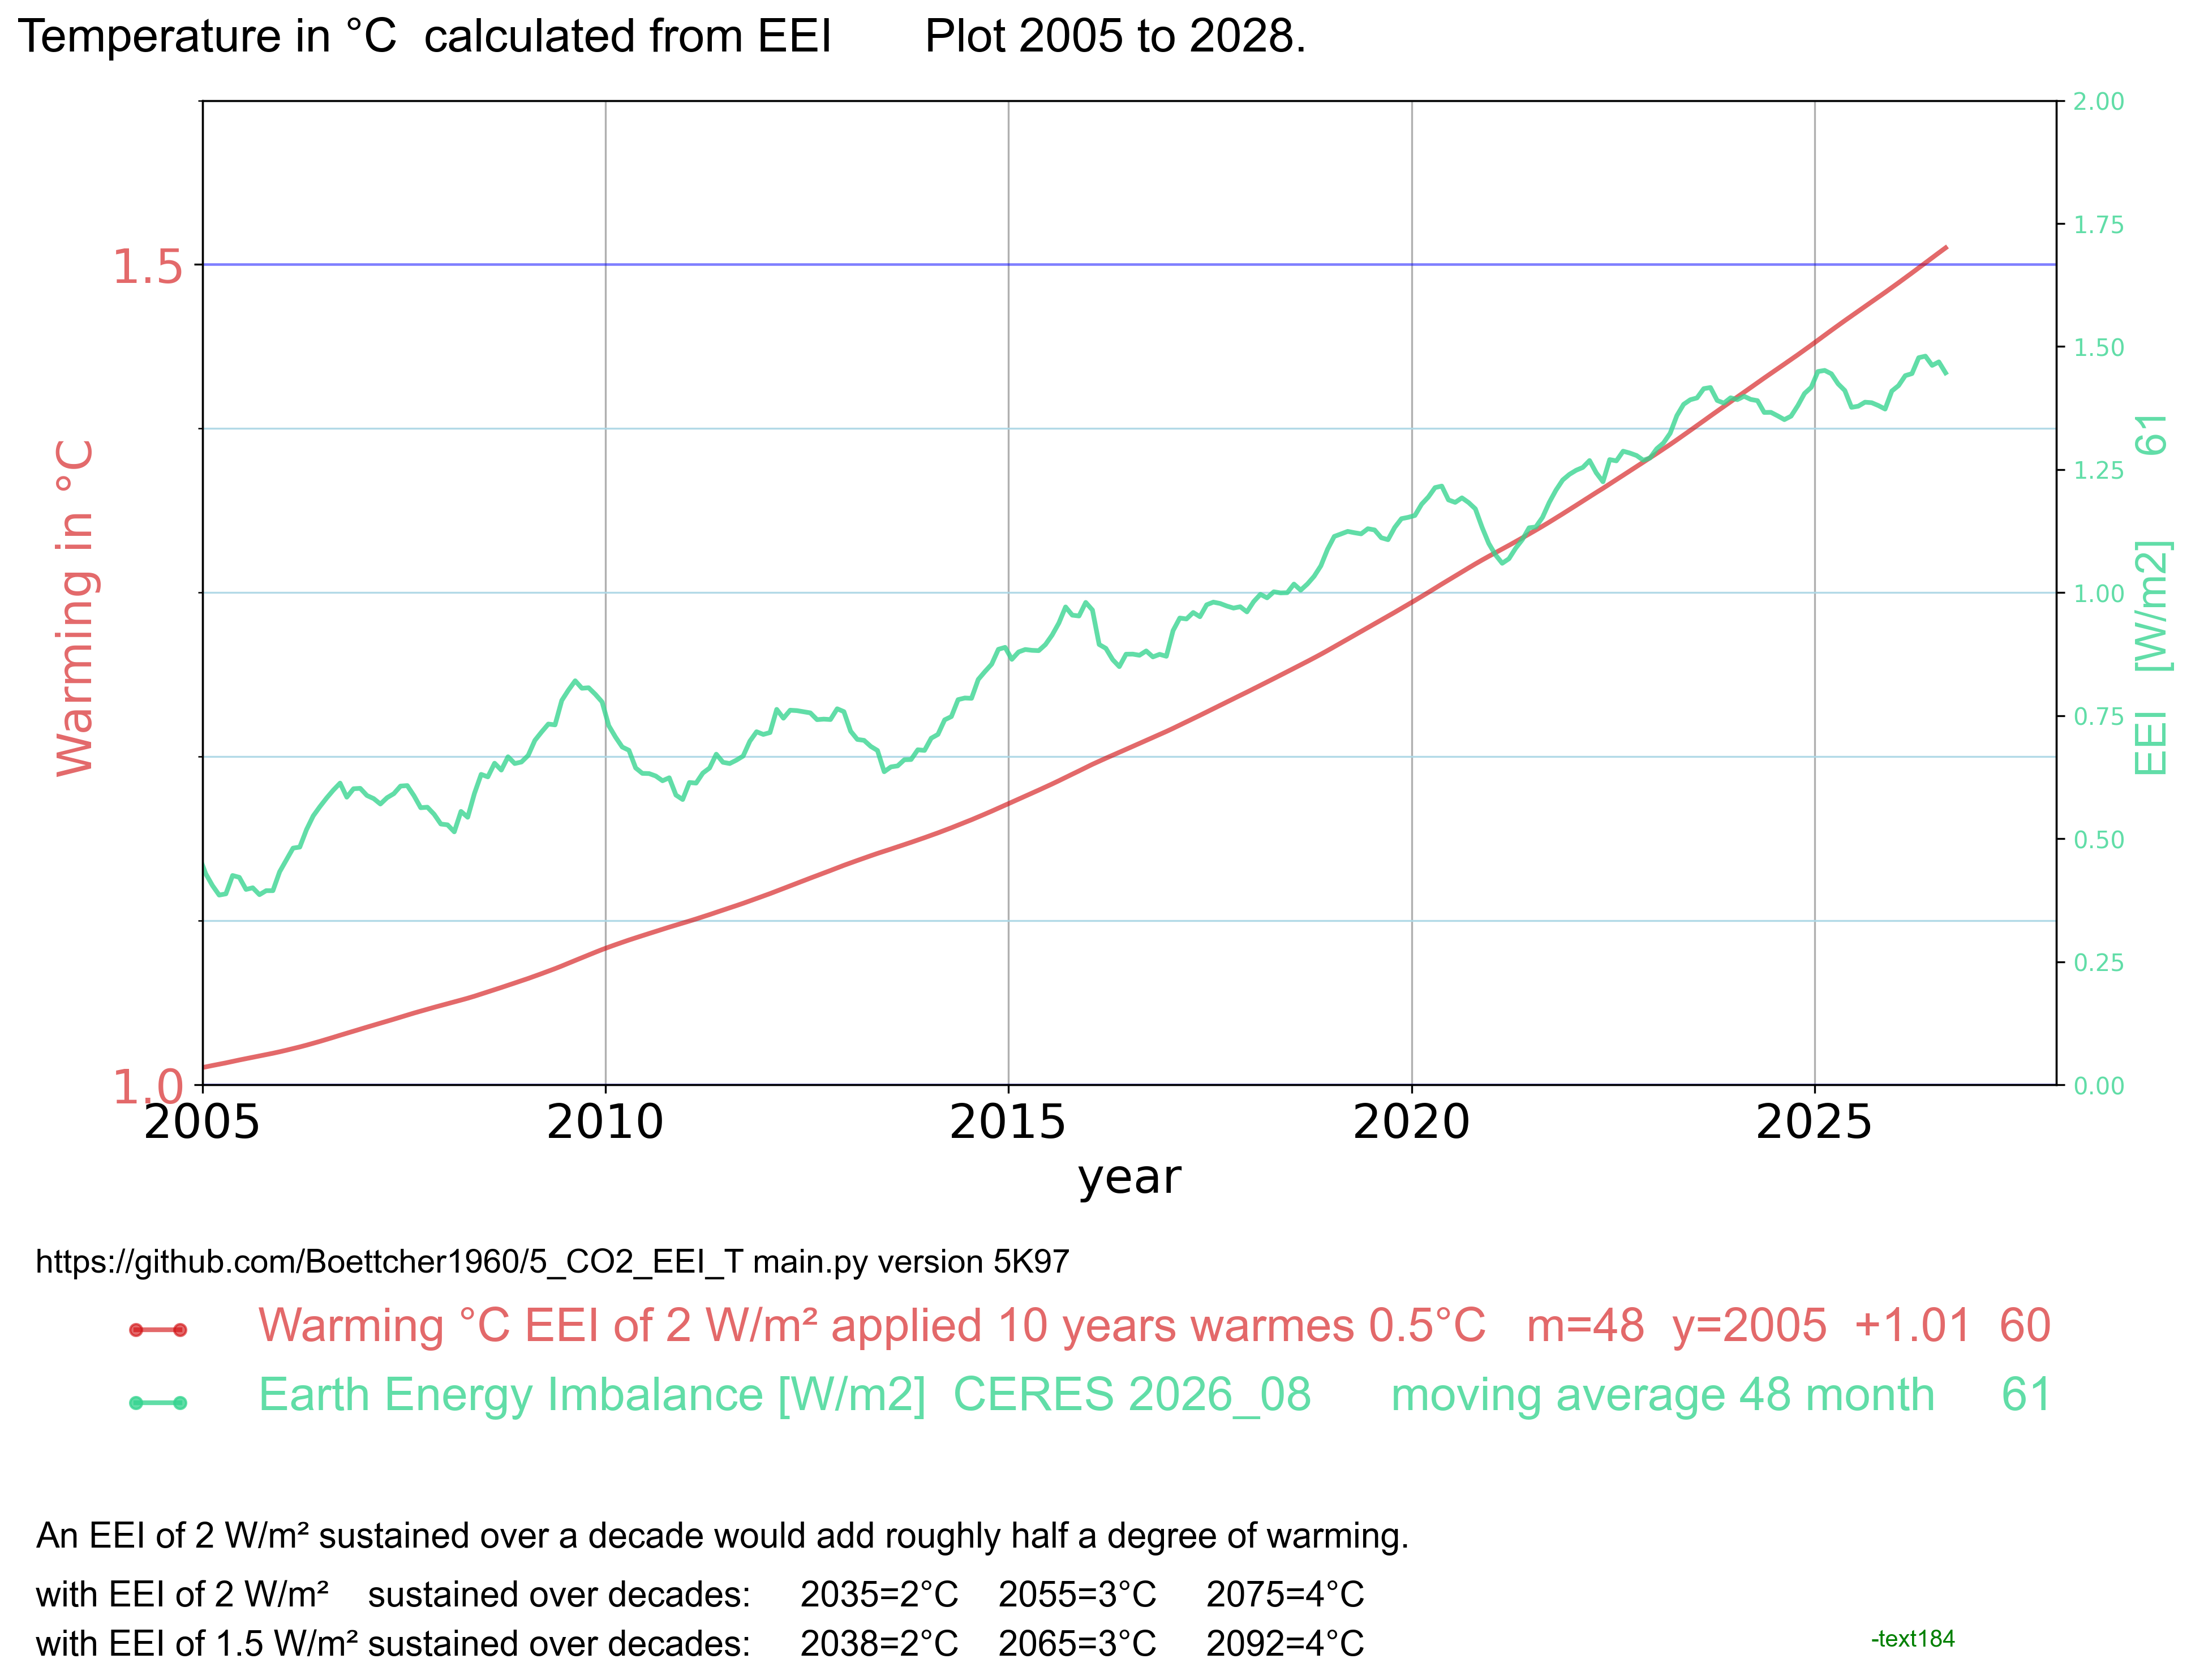 Temperature in °C  calculated from EEI        Plot 2005 to 2028.
2.00
1.75
1.5
1.50
1.25
1.00
0.75
0.50
0.25
1.0
0.00
Warming in °C
EEI   [W/m2]      61
2005 2010 2015 2020 2025
year
https://github.com/Boettcher1960/5_CO2_EEI_T main.py version 5K97
Warming °C EEI of 2 W/m² applied 10 years warmes 0.5°C   m=48  y=2005  +1.01  60
Earth Energy Imbalance [W/m2]  CERES 2026_08      moving average 48 month     61
An EEI of 2 W/m² sustained over a decade would add roughly half a degree of warming.
with EEI of 2 W/m²    sustained over decades:     2035=2°C    2055=3°C     2075=4°C
with EEI of 1.5 W/m² sustained over decades:     2038=2°C    2065=3°C     2092=4°C
-text184